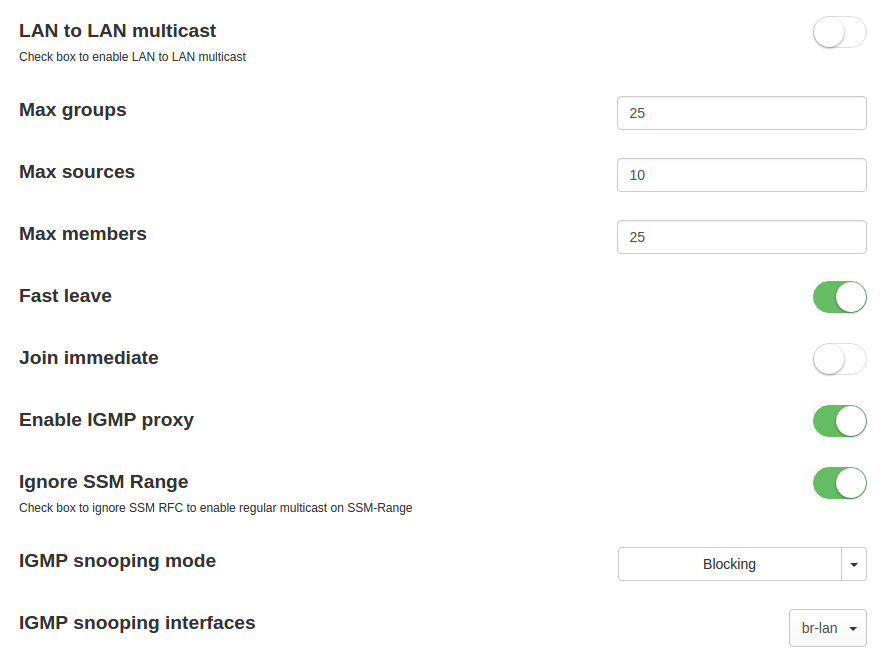 LAN to LAN multicast
Check box to enable LAN to LAN multicast
Max groups
25
Max sources
10
Max members
25
Fast leave
Join immediate
Enable IGMP proxy
Ignore SSM Range
Check box to ignore SSM RFC to enable regular multicast on SSM-Range
IGMP snooping mode
Blocking
IGMP snooping interfaces
br-lan